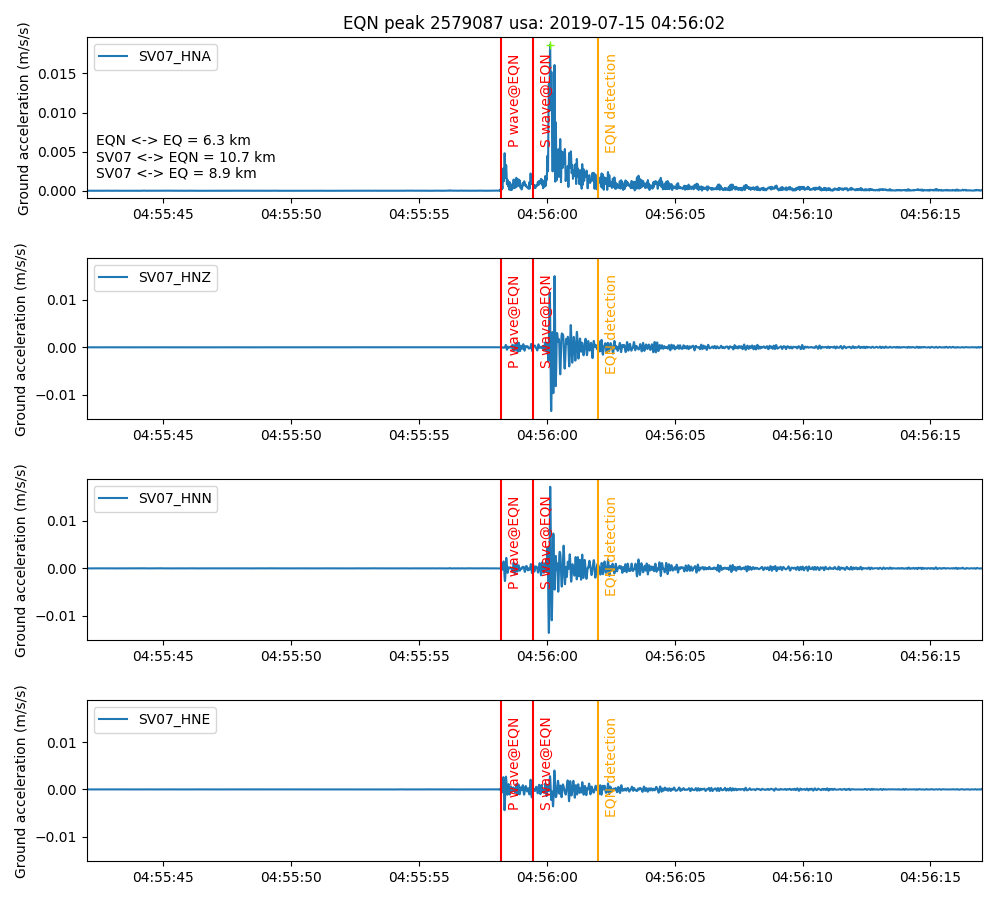 EQN peak 2579087 usa: 2019-07-15 04:56:02
Ground acceleration (m/s/s)
0.015
0.010
0.005
0.000
SV07_HNA
EQN <-> EQ = 6.3 km
SV07 <-> EQN = 10.7 km
SV07 <-> EQ = 8.9 km
P wave@EQN
S wave@EQN
EQN detection
04:55:45 04:55:50 04:55:55 04:56:00 04:56:05 04:56:10 04:56:15
Ground acceleration (m/s/s)
0.01
0.00
−0.01
SV07_HNZ
P wave@EQN
S wave@EQN
EQN detection
04:55:45 04:55:50 04:55:55 04:56:00 04:56:05 04:56:10 04:56:15
Ground acceleration (m/s/s)
0.01
0.00
−0.01
SV07_HNN
P wave@EQN
S wave@EQN
EQN detection
04:55:45 04:55:50 04:55:55 04:56:00 04:56:05 04:56:10 04:56:15
Ground acceleration (m/s/s)
0.01
0.00
−0.01
SV07_HNE
P wave@EQN
S wave@EQN
EQN detection
04:55:45 04:55:50 04:55:55 04:56:00 04:56:05 04:56:10 04:56:15